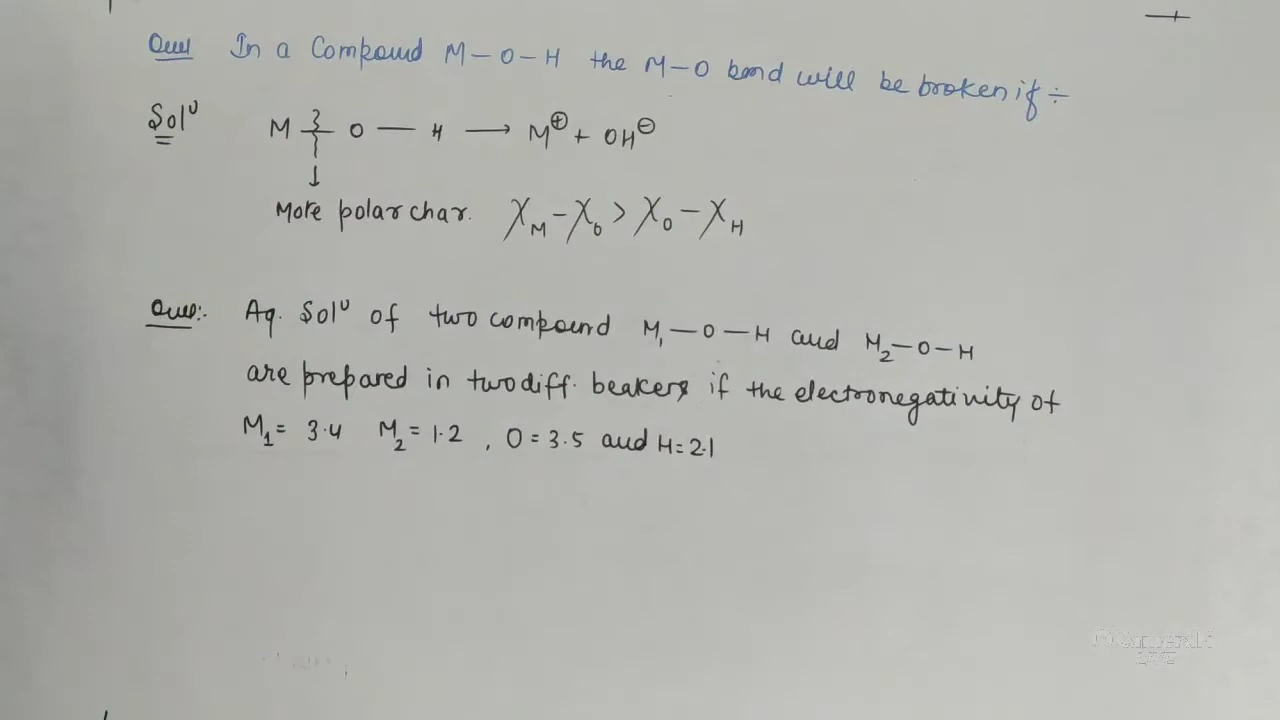 Que In a Compound M-O-H the M-O bond will be broken if ÷
Solⁿ M-O-H → M⊕ + OH⊖
↓
More polar char. χM - χO > χO - χH
Que:. Aq. Solⁿ of two compound M₁-O-H and M₂-O-H
are prepared in two diff. beakers if the electronegativity of
M₁ = 3.4 M₂ = 1.2 , O = 3.5 and H = 2.1